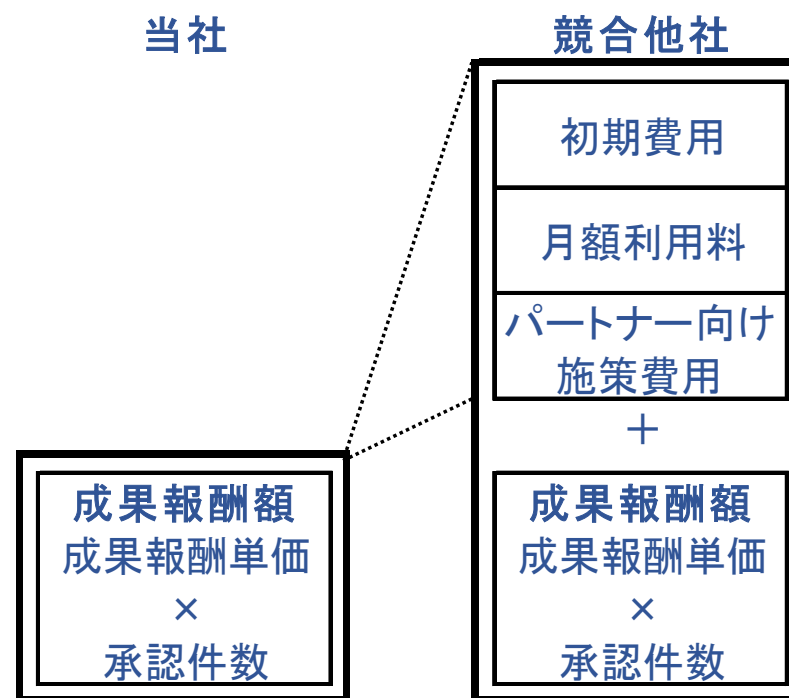 当社
競合他社
初期費用
月額利用料
パートナー向け
施策費用
＋
成果報酬額
成果報酬単価
×
承認件数
成果報酬額
成果報酬単価
×
承認件数